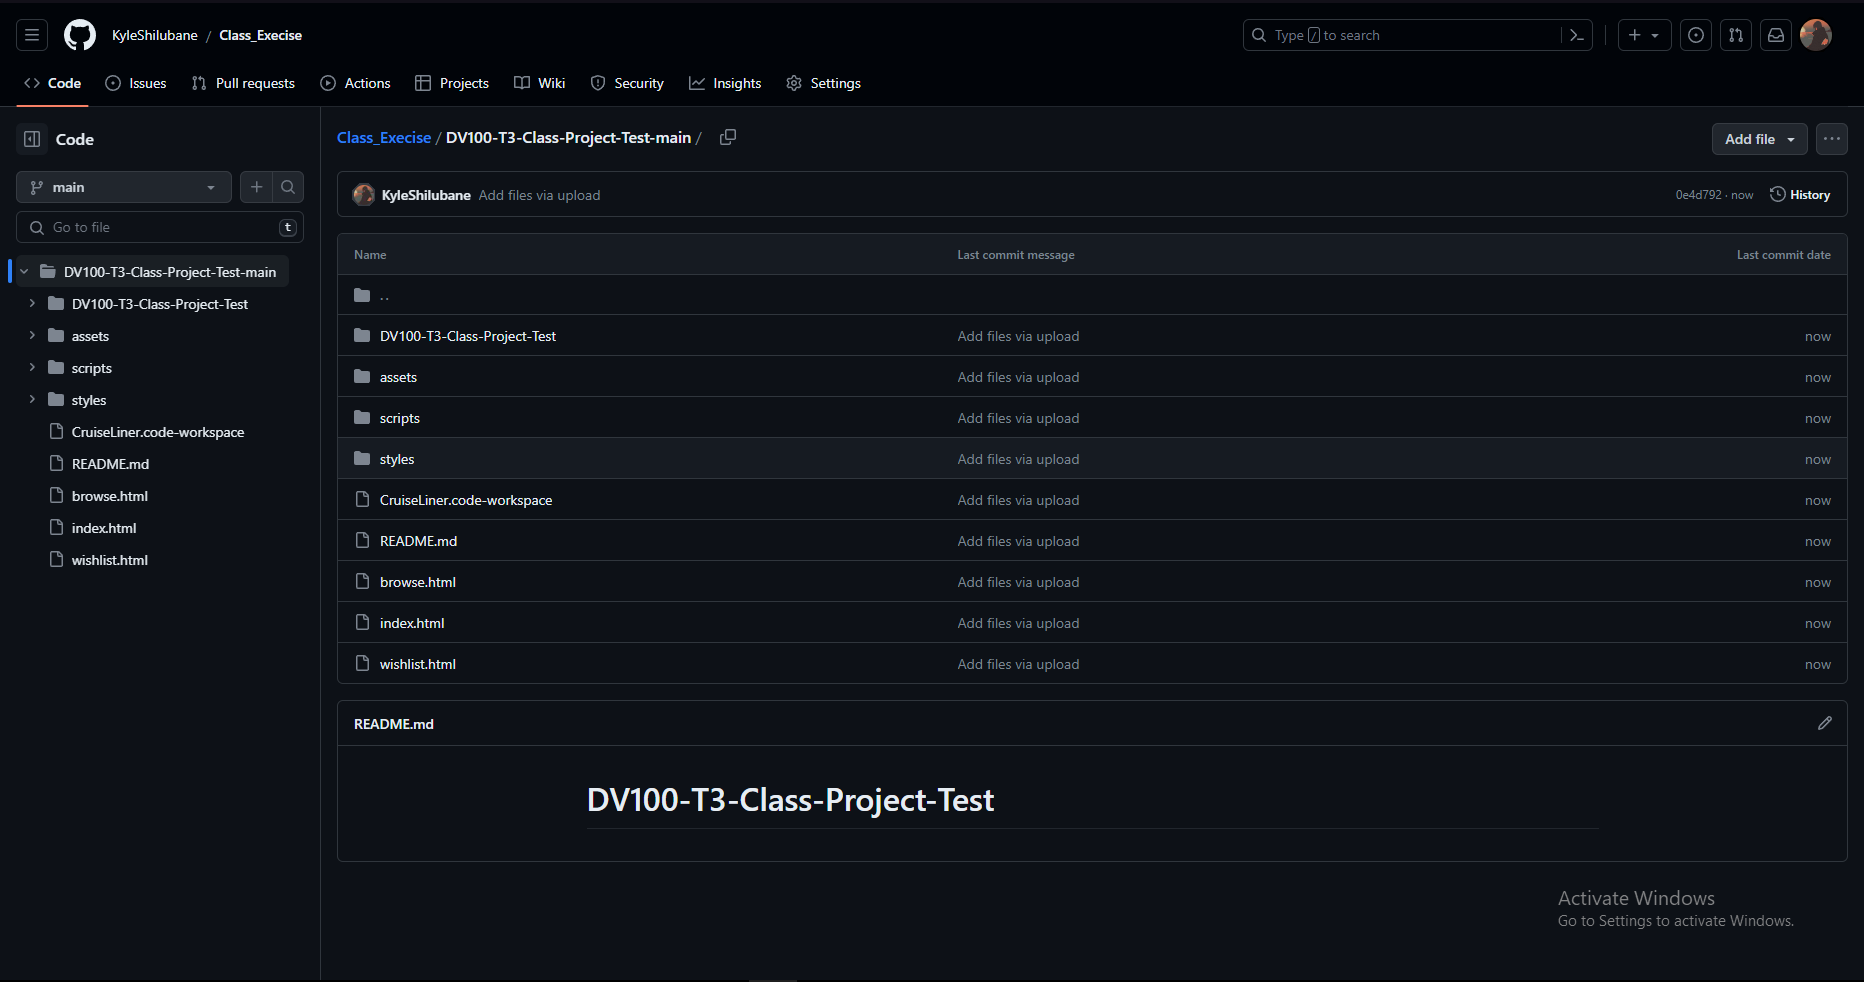 KyleShilubane / Class_Execise
Type / to search
Code
Issues
Pull requests
Actions
Projects
Wiki
Security
Insights
Settings
Code
main
Go to file
t
DV100-T3-Class-Project-Test-main
DV100-T3-Class-Project-Test
assets
scripts
styles
CruiseLiner.code-workspace
README.md
browse.html
index.html
wishlist.html
Class_Execise / DV100-T3-Class-Project-Test-main /
Add file
KyleShilubane Add files via upload
0e4d792 · now
History
Name Last commit message Last commit date
..
DV100-T3-Class-Project-Test Add files via upload now
assets Add files via upload now
scripts Add files via upload now
styles Add files via upload now
CruiseLiner.code-workspace Add files via upload now
README.md Add files via upload now
browse.html Add files via upload now
index.html Add files via upload now
wishlist.html Add files via upload now
README.md
DV100-T3-Class-Project-Test
Activate Windows
Go to Settings to activate Windows.